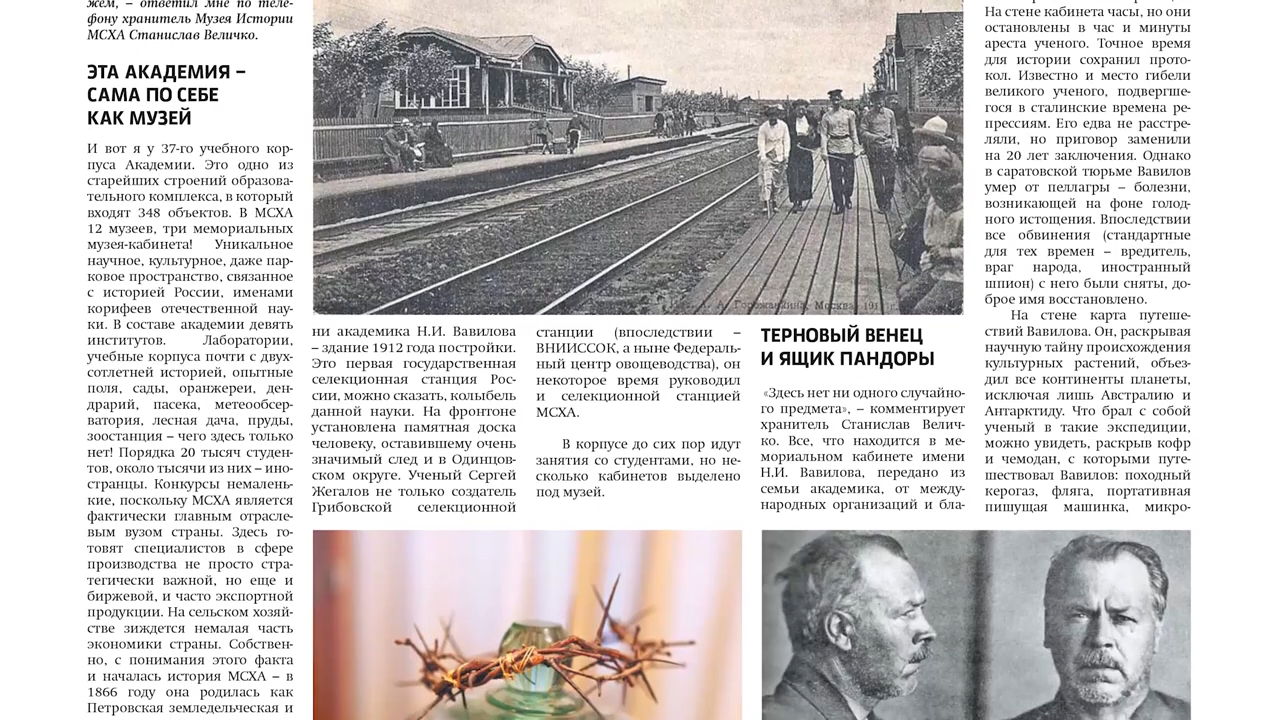 жем, – ответил мне по теле-
фону хранитель Музея Истории
МСХА Станислав Величко.
ЭТА АКАДЕМИЯ –
САМА ПО СЕБЕ
КАК МУЗЕЙ
И вот я у 37-го учебного кор-
пуса Академии. Это одно из
старейших строений образова-
тельного комплекса, в который
входят 348 объектов. В МСХА
12 музеев, три мемориальных
музея-кабинета! Уникальное
научное, культурное, даже пар-
ковое пространство, связанное
с историей России, именами
корифеев отечественной нау-
ки. В составе академии девять
институтов. Лаборатории,
учебные корпуса почти с двух-
сотлетней историей, опытные
поля, сады, оранжереи, ден-
драрий, пасека, метеообсер-
ватория, лесная дача, пруды,
зоостанция – чего здесь только
нет! Порядка 20 тысяч студен-
тов, около тысячи из них – ино-
странцы. Конкурсы немалень-
кие, поскольку МСХА является
фактически главным отрасле-
вым вузом страны. Здесь го-
товят специалистов в сфере
производства не просто стра-
тегически важной, но еще и
биржевой, и часто экспортной
продукции. На сельском хозяй-
стве зиждется немалая часть
экономики страны. Собствен-
но, с понимания этого факта
и началась история МСХА – в
1866 году она родилась как
Петровская земледельческая и
А. Горожанкина, Москва
ни академика Н.И. Вавилова
– здание 1912 года постройки.
Это первая государственная
селекционная станция Рос-
сии, можно сказать, колыбель
данной науки. На фронтоне
установлена памятная доска
человеку, оставившему очень
значимый след и в Одинцов-
ском округе. Ученый Сергей
Жегалов не только создатель
Грибовской селекционной
станции (впоследствии –
ВНИИССОК, а ныне Федераль-
ный центр овощеводства), он
некоторое время руководил
и селекционной станцией
МСХА.
В корпусе до сих пор идут
занятия со студентами, но не-
сколько кабинетов выделено
под музей.
ТЕРНОВЫЙ ВЕНЕЦ
И ЯЩИК ПАНДОРЫ
«Здесь нет ни одного случайно-
го предмета», – комментирует
хранитель Станислав Велич-
ко. Все, что находится в ме-
мориальном кабинете имени
Н.И. Вавилова, передано из
семьи академика, от между-
народных организаций и бла-
На стене кабинета часы, но они
остановлены в час и минуты
ареста ученого. Точное время
для истории сохранил прото-
кол. Известно и место гибели
великого ученого, подвергше-
гося в сталинские времена ре-
прессиям. Его едва не расстре-
ляли, но приговор заменили
на 20 лет заключения. Однако
в саратовской тюрьме Вавилов
умер от пеллагры – болезни,
возникающей на фоне голод-
ного истощения. Впоследствии
все обвинения (стандартные
для тех времен – вредитель,
враг народа, иностранный
шпион) с него были сняты, до-
брое имя восстановлено.
На стене карта путеше-
ствий Вавилова. Он, раскрывая
научную тайну происхождения
культурных растений, объез-
дил все континенты планеты,
исключая лишь Австралию и
Антарктиду. Что брал с собой
ученый в такие экспедиции,
можно увидеть, раскрыв кофр
и чемодан, с которыми путе-
шествовал Вавилов: походный
керогаз, фляга, портативная
пишущая машинка, микро-